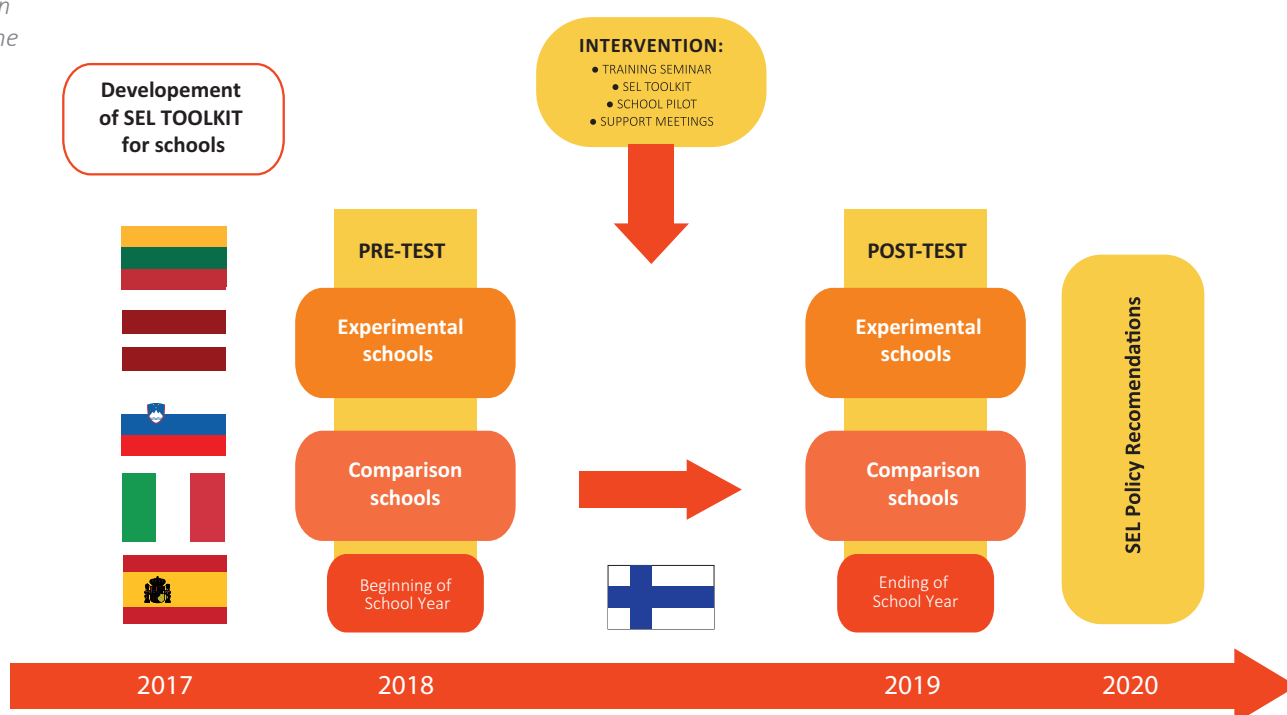 Developement
of SEL TOOLKIT
for schools
INTERVENTION:
● TRAINING SEMINAR
● SEL TOOLKIT
● SCHOOL PILOT
● SUPPORT MEETINGS
PRE-TEST
Experimental
schools
Comparison
schools
Beginning of
School Year
POST-TEST
Experimental
schools
Comparison
schools
Ending of
School Year
SEL Policy Recomendations
2017
2018
2019
2020